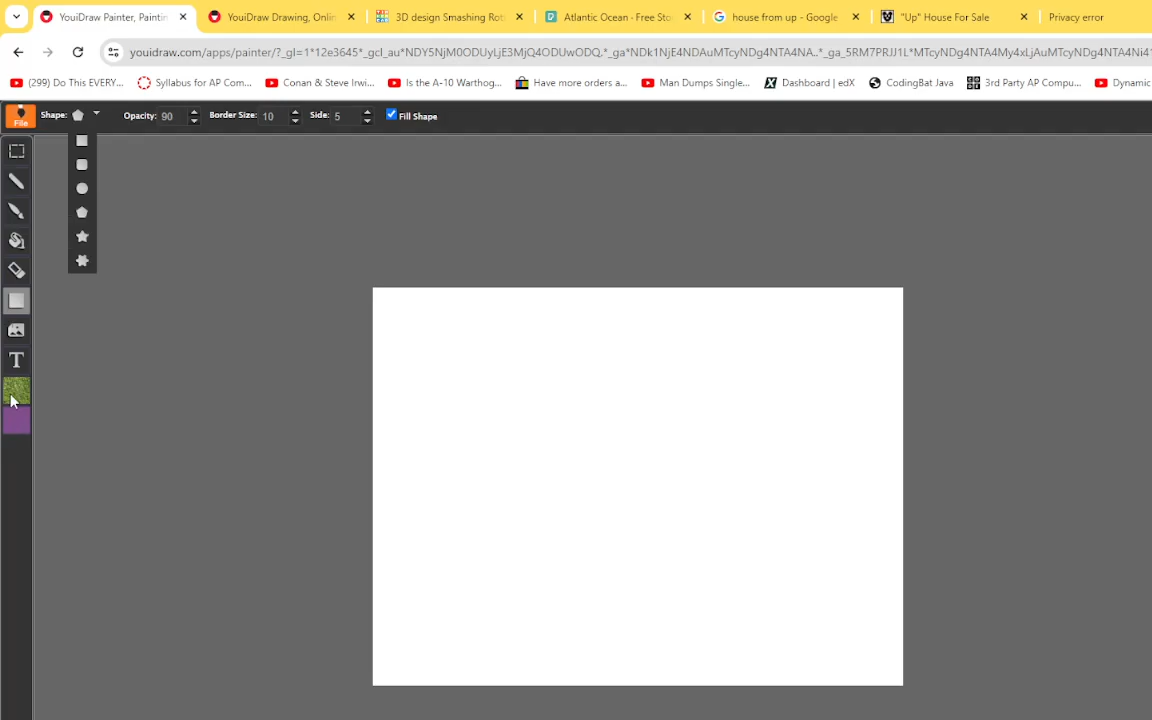 YouiDraw Painter, Paintin
YouiDraw Drawing, Onlin
3D design Smashing Rot
Atlantic Ocean · Free Sto
house from up - Google
"Up" House For Sale
Privacy error
youidraw.com/apps/painter/?_gl=1*12e3645*_gcl_au*NDY5NjM0ODUyLjE3MjQ4ODUwODQ.*_ga*NDk1NjE4NDAuMTcyNDg4NTA4NA..*_ga_5RM7PRJJ1L*MTcyNDg4NTA4My4xLjAuMTcyNDg4NTA4Ni41
(299) Do This EVERY...
Syllabus for AP Com...
Conan & Steve Irwi...
Is the A-10 Warthog...
Have more orders a...
Man Dumps Single...
Dashboard | edX
CodingBat Java
3rd Party AP Compu...
Dynamic
File
Shape:
Opacity: 90
Border Size: 10
Side: 5
Fill Shape
T